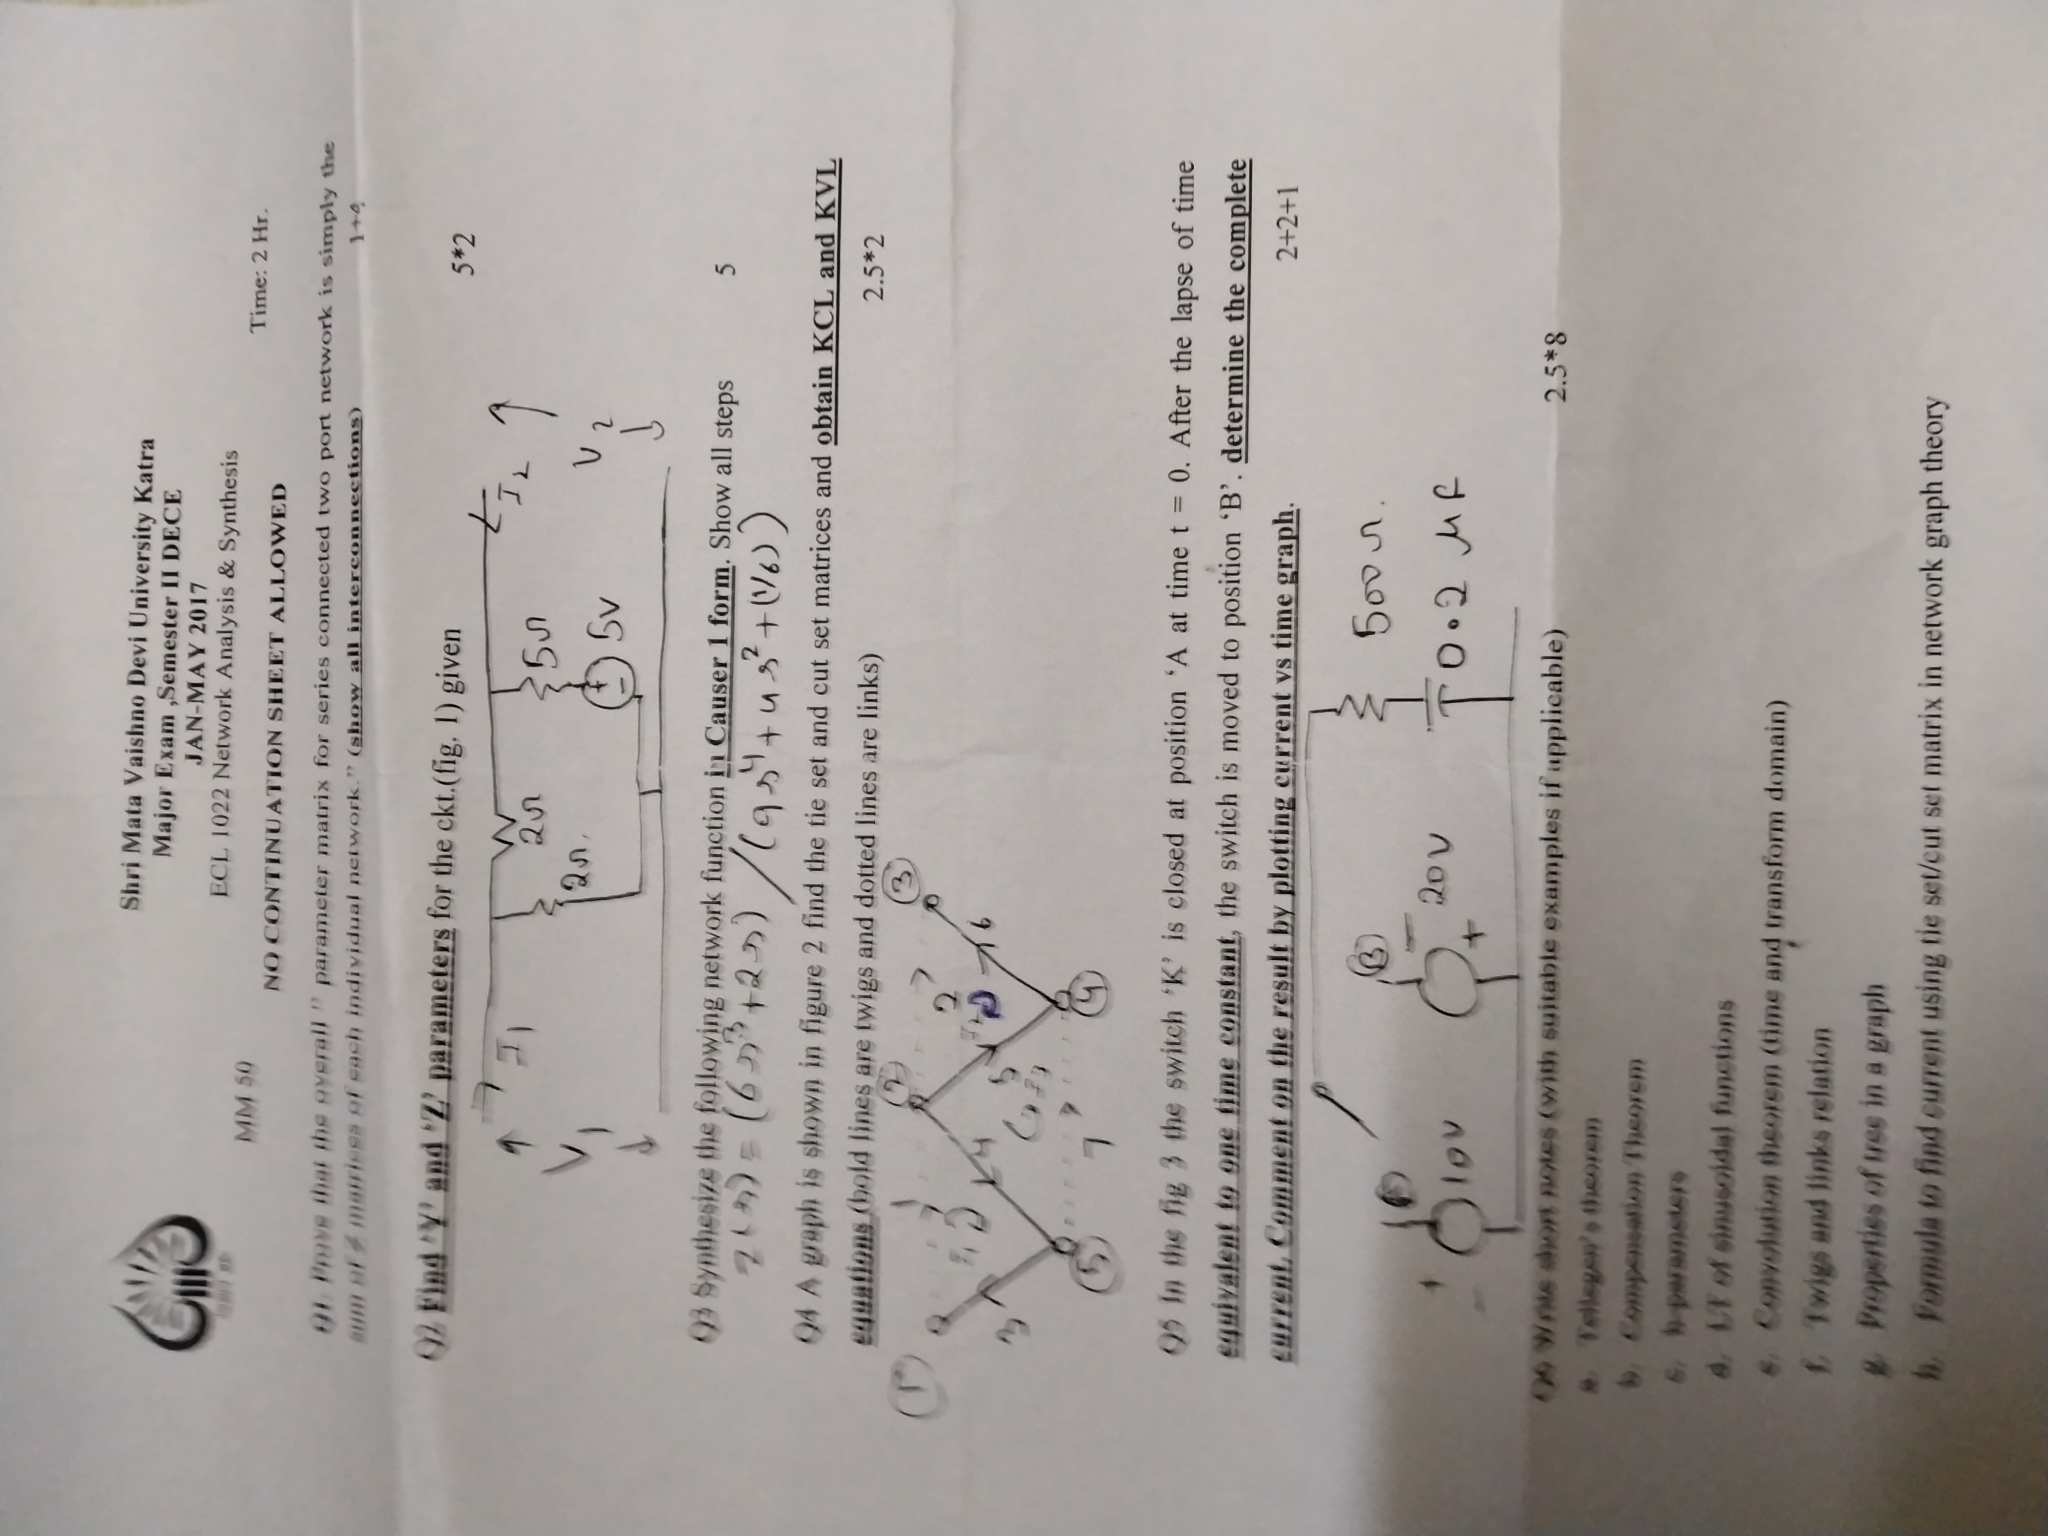 Shri Mata Vaishno Devi University Katra
Major Exam ,Semester II DECE
JAN-MAY 2017
ECL 1022 Network Analysis & Synthesis
MM 50
Time: 2 Hr.
NO CONTINUATION SHEET ALLOWED
Q1. Prove that the overall " parameter matrix for series connected two port network is simply the
sum of Z matrices of each individual network." (show all interconnections)
Q2 Find 'Y' and 'Z' parameters for the ckt.(fig. 1) given
5*2
I1
2Ω
I2
V1
2Ω.
5Ω
5V
V2
Q3 Synthesize the following network function in Causer 1 form. Show all steps 5
z(s) = (6s³+2s) / (9s⁴+4s²+(1/6))
Q4 A graph is shown in figure 2 find the tie set and cut set matrices and obtain KCL and KVL
equations (bold lines are twigs and dotted lines are links) 2.5*2
1 1 2 3
2
3 4 5 6
5 7 4
Q5 In the fig 3 the switch 'K' is closed at position 'A at time t = 0. After the lapse of time
equivalent to one time constant, the switch is moved to position 'B'. determine the complete
current. Comment on the result by plotting current vs time graph. 2+2+1
B
500Ω.
+ 10V
-
- 20V
+
0.2 μF
Q6 Write short notes (with suitable examples if applicable) 2.5*8
a. Tellegen's theorem
b. Compensation Theorem
c. h-parameters
d. LT of sinusoidal functions
e. Convolution theorem (time and transform domain)
f. Twigs and links relation
g. Properties of tree in a graph
h. Formula to find current using tie set/cut set matrix in network graph theory